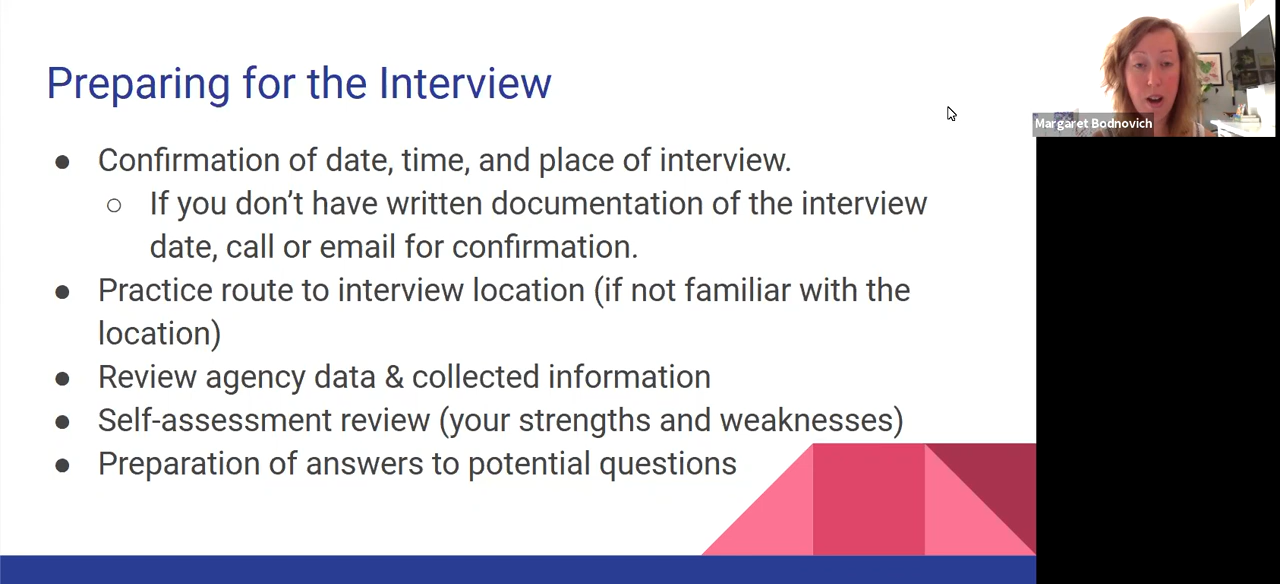 Preparing for the Interview
● Confirmation of date, time, and place of interview.
○ If you don’t have written documentation of the interview
date, call or email for confirmation.
● Practice route to interview location (if not familiar with the
location)
● Review agency data & collected information
● Self-assessment review (your strengths and weaknesses)
● Preparation of answers to potential questions
Margaret Bodnovich